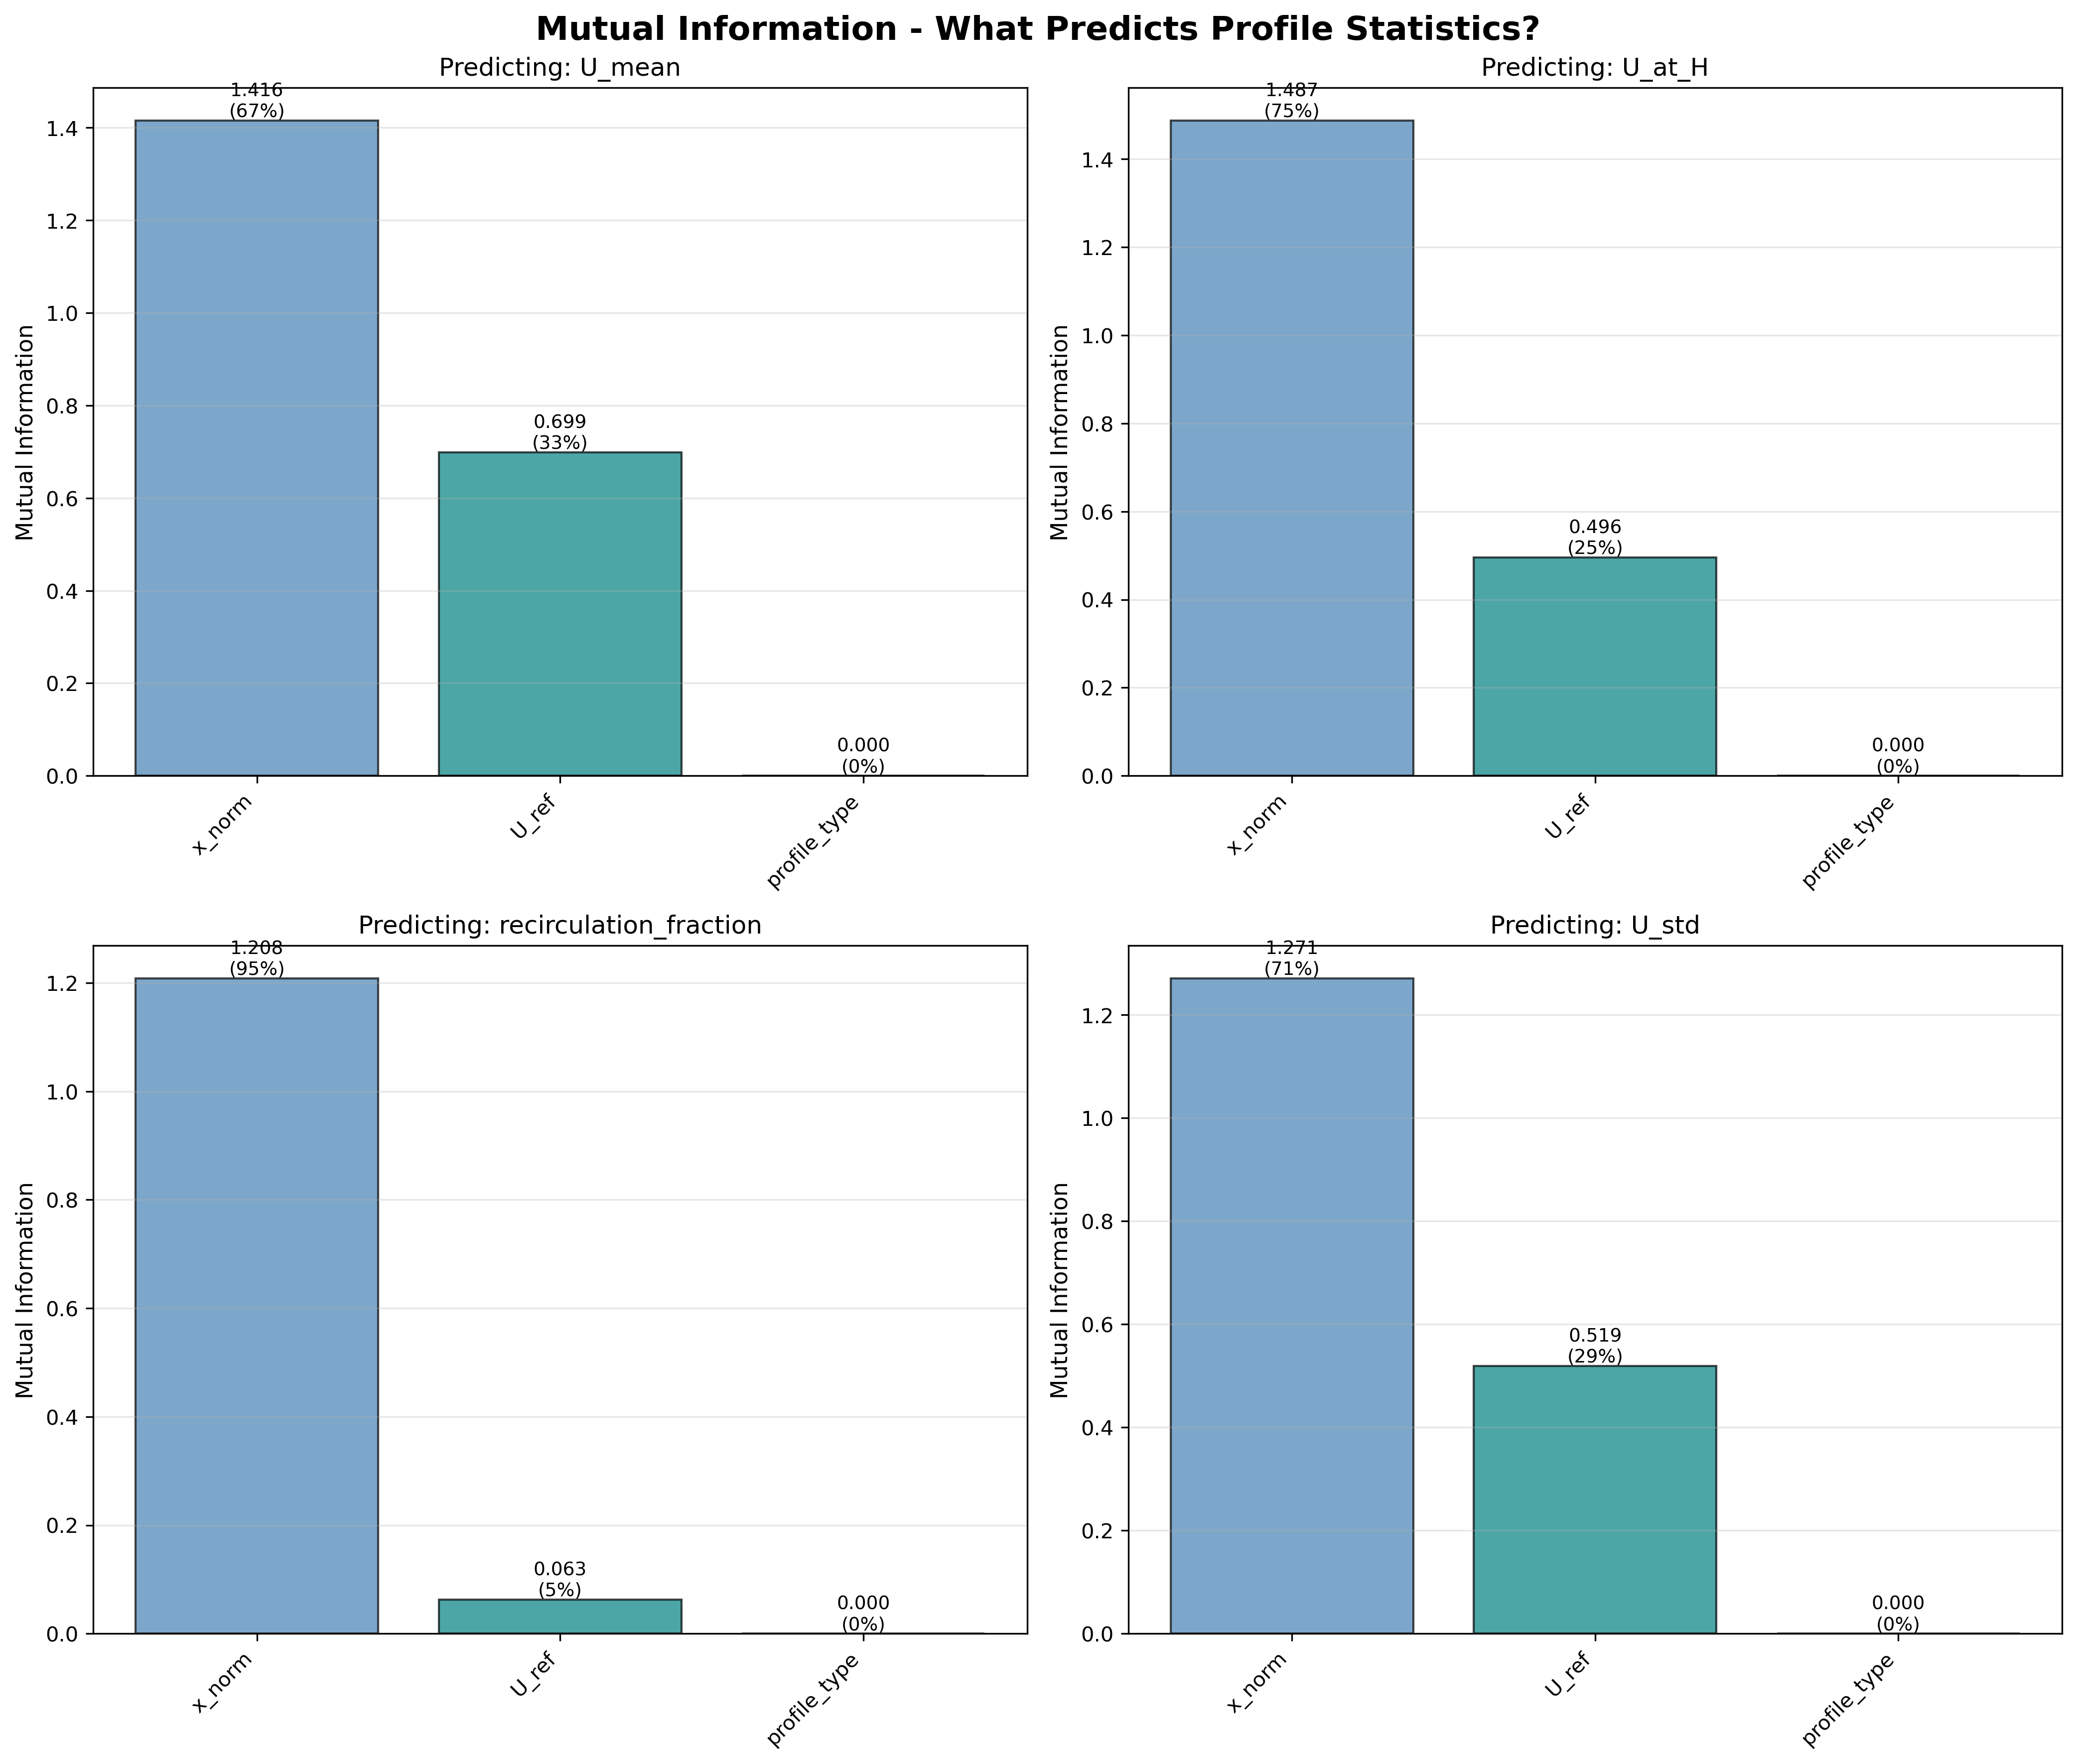 Mutual Information - What Predicts Profile Statistics?
Predicting: U_mean
Mutual Information
1.4
1.2
1.0
0.8
0.6
0.4
0.2
0.0
1.416
(67%)
0.699
(33%)
0.000
(0%)
x_norm
U_ref
profile_type
Predicting: U_at_H
Mutual Information
1.4
1.2
1.0
0.8
0.6
0.4
0.2
0.0
1.487
(75%)
0.496
(25%)
0.000
(0%)
x_norm
U_ref
profile_type
Predicting: recirculation_fraction
Mutual Information
1.2
1.0
0.8
0.6
0.4
0.2
0.0
1.208
(95%)
0.063
(5%)
0.000
(0%)
x_norm
U_ref
profile_type
Predicting: U_std
Mutual Information
1.2
1.0
0.8
0.6
0.4
0.2
0.0
1.271
(71%)
0.519
(29%)
0.000
(0%)
x_norm
U_ref
profile_type